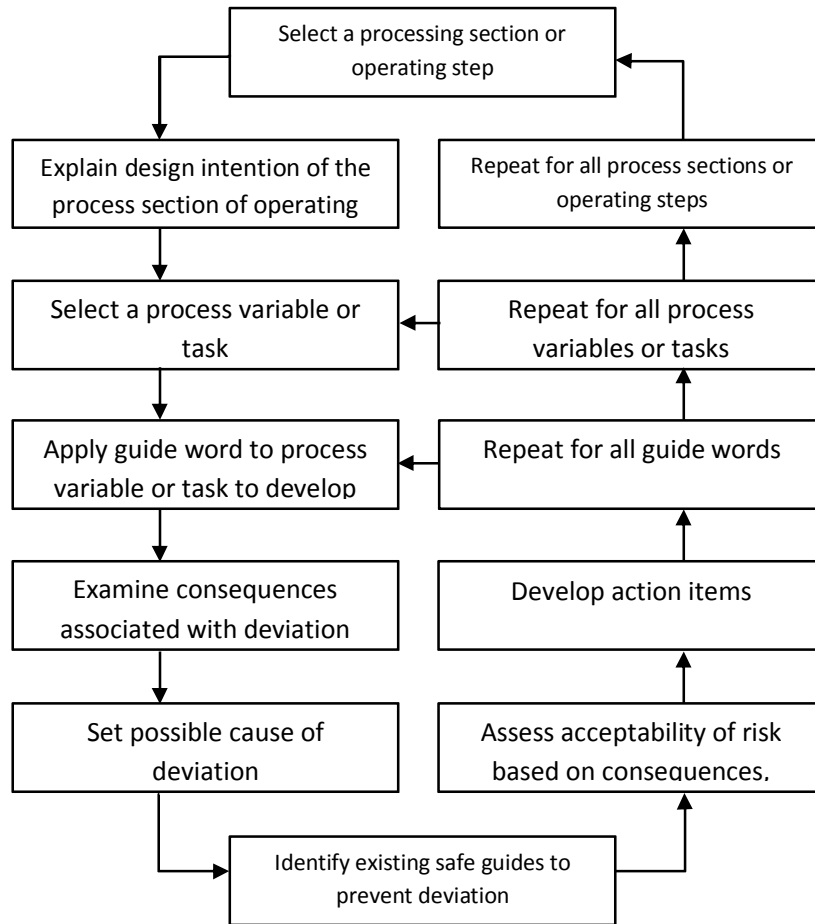 Select a processing section or
operating step
Explain design intention of the
process section of operating
Repeat for all process sections or
operating steps
Select a process variable or
task
Repeat for all process
variables or tasks
Apply guide word to process
variable or task to develop
Repeat for all guide words
Examine consequences
associated with deviation
Develop action items
Set possible cause of
deviation
Assess acceptability of risk
based on consequences,
Identify existing safe guides to
prevent deviation